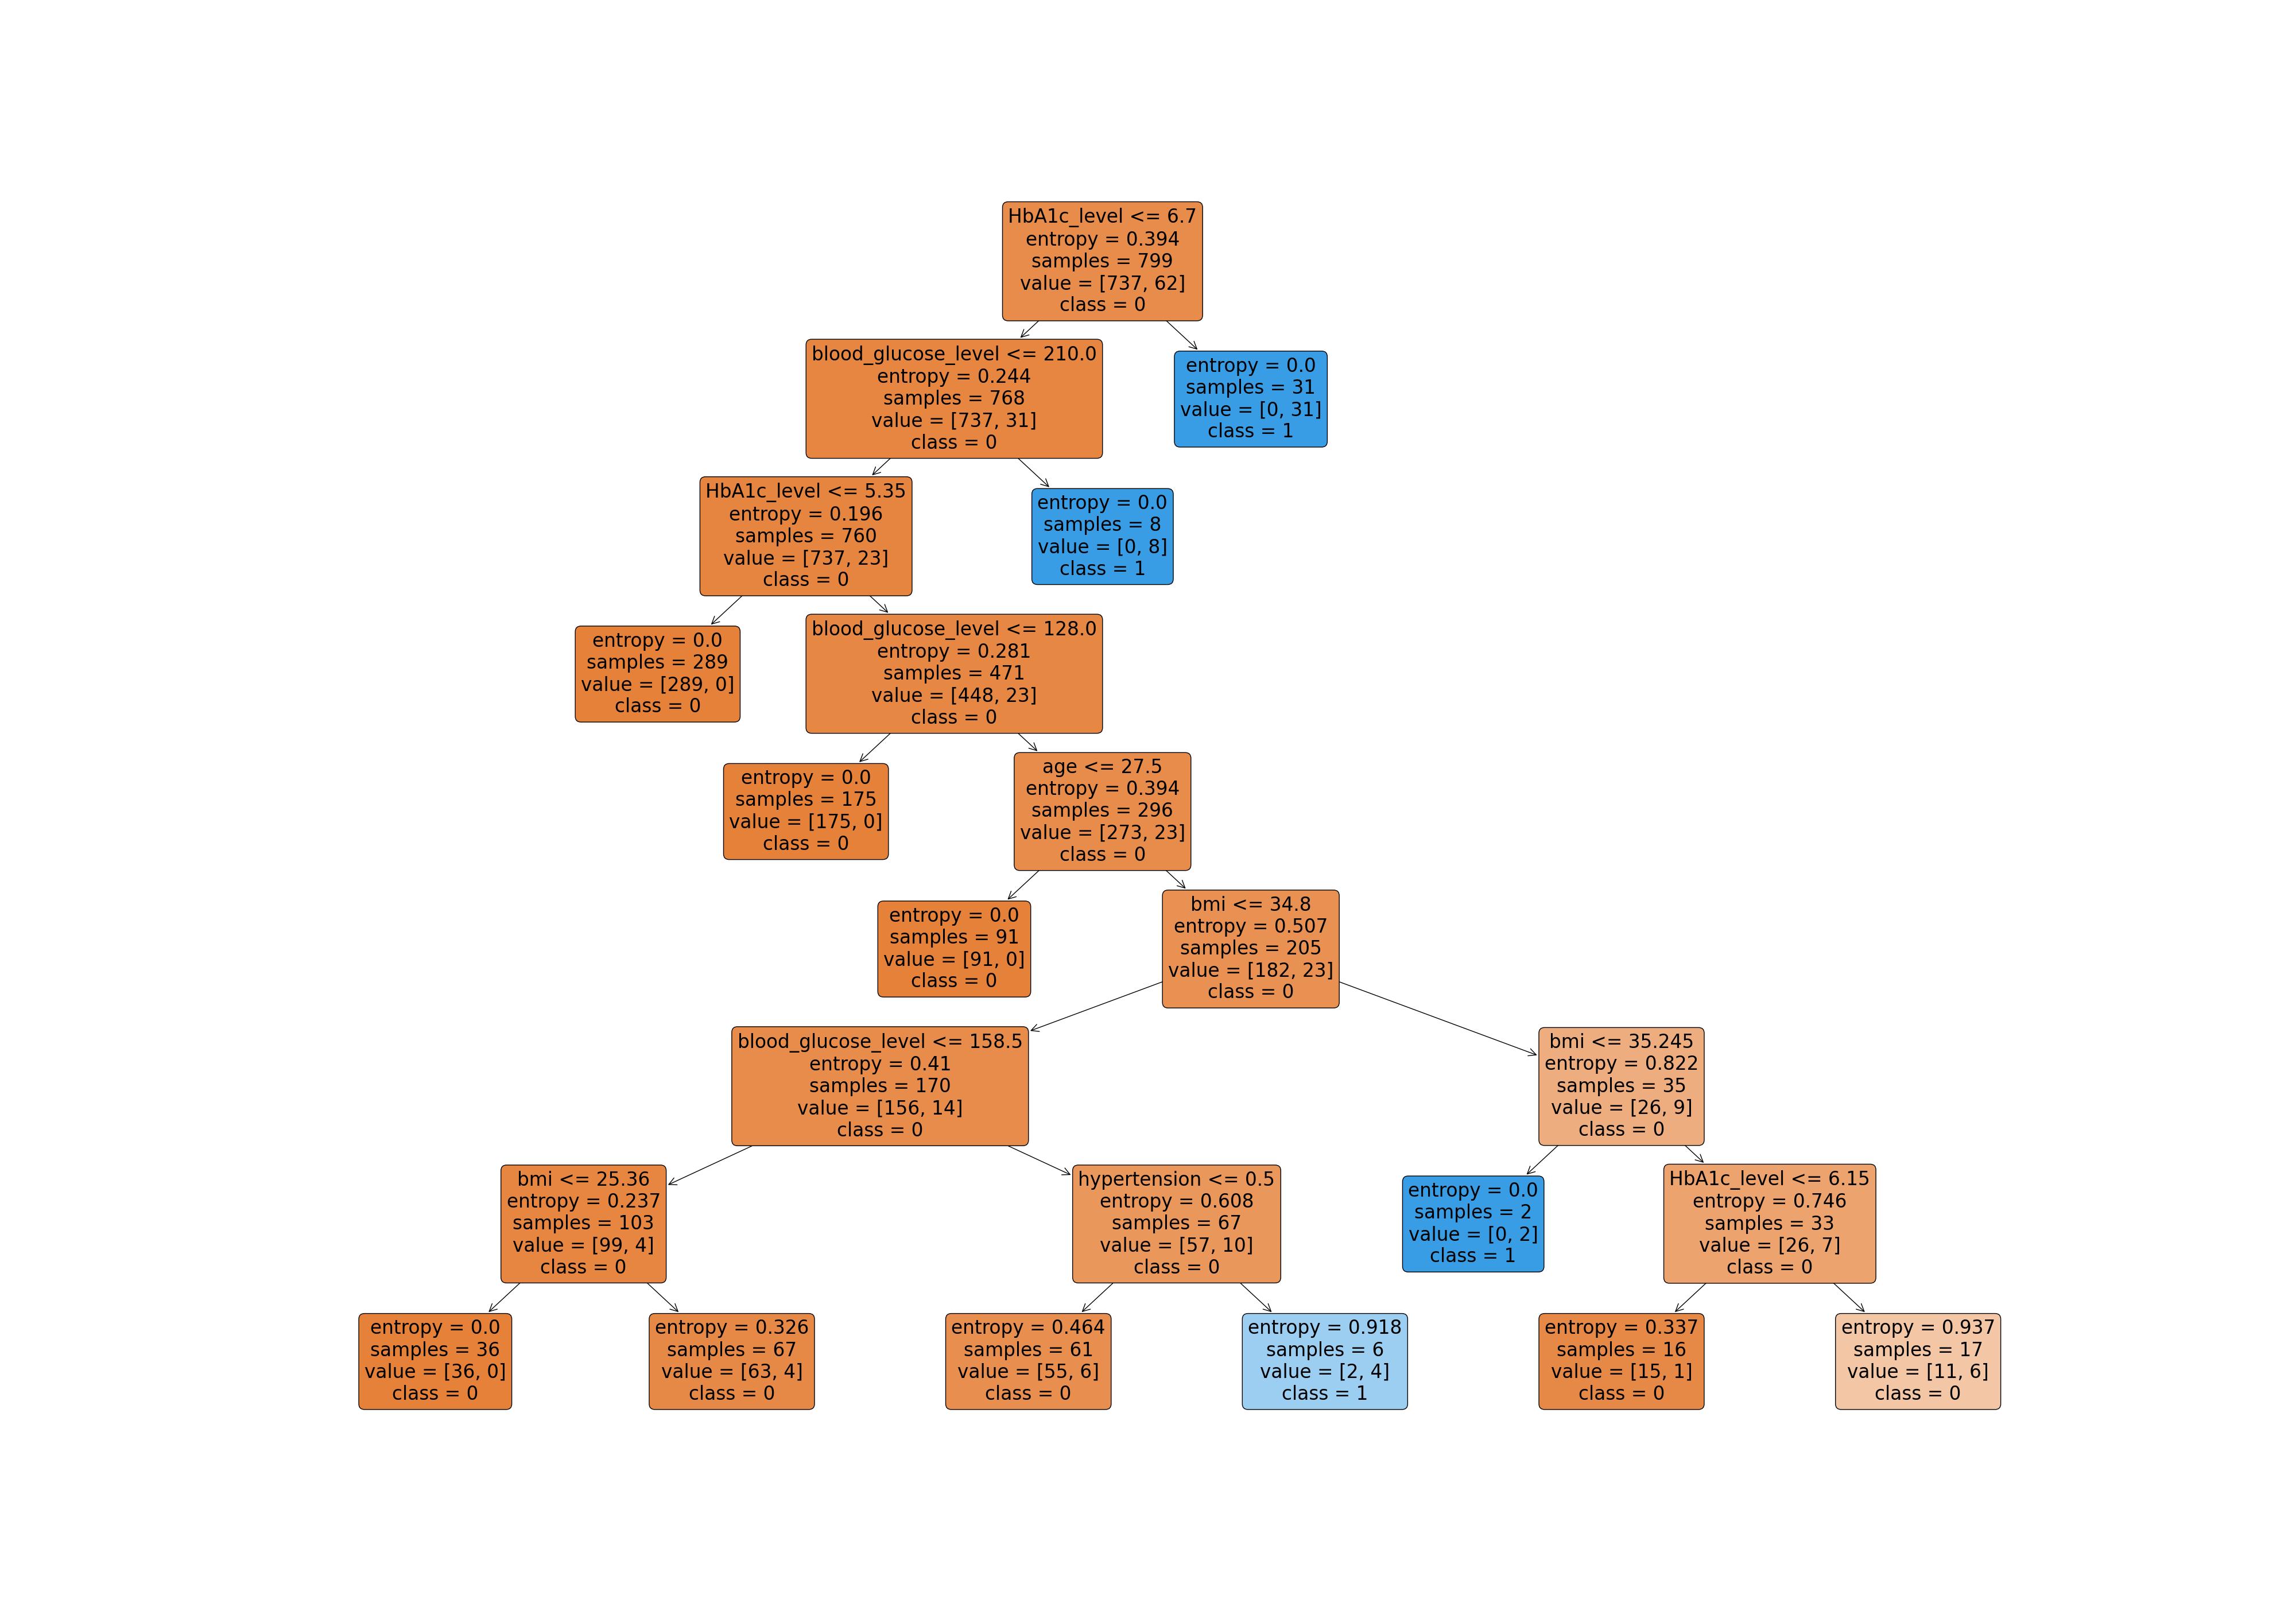 HbA1c_level <= 6.7
entropy = 0.394
samples = 799
value = [737, 62]
class = 0
blood_glucose_level <= 210.0
entropy = 0.244
samples = 768
value = [737, 31]
class = 0
entropy = 0.0
samples = 31
value = [0, 31]
class = 1
HbA1c_level <= 5.35
entropy = 0.196
samples = 760
value = [737, 23]
class = 0
entropy = 0.0
samples = 8
value = [0, 8]
class = 1
entropy = 0.0
samples = 289
value = [289, 0]
class = 0
blood_glucose_level <= 128.0
entropy = 0.281
samples = 471
value = [448, 23]
class = 0
entropy = 0.0
samples = 175
value = [175, 0]
class = 0
age <= 27.5
entropy = 0.394
samples = 296
value = [273, 23]
class = 0
entropy = 0.0
samples = 91
value = [91, 0]
class = 0
bmi <= 34.8
entropy = 0.507
samples = 205
value = [182, 23]
class = 0
blood_glucose_level <= 158.5
entropy = 0.41
samples = 170
value = [156, 14]
class = 0
bmi <= 35.245
entropy = 0.822
samples = 35
value = [26, 9]
class = 0
bmi <= 25.36
entropy = 0.237
samples = 103
value = [99, 4]
class = 0
hypertension <= 0.5
entropy = 0.608
samples = 67
value = [57, 10]
class = 0
entropy = 0.0
samples = 2
value = [0, 2]
class = 1
HbA1c_level <= 6.15
entropy = 0.746
samples = 33
value = [26, 7]
class = 0
entropy = 0.0
samples = 36
value = [36, 0]
class = 0
entropy = 0.326
samples = 67
value = [63, 4]
class = 0
entropy = 0.464
samples = 61
value = [55, 6]
class = 0
entropy = 0.918
samples = 6
value = [2, 4]
class = 1
entropy = 0.337
samples = 16
value = [15, 1]
class = 0
entropy = 0.937
samples = 17
value = [11, 6]
class = 0